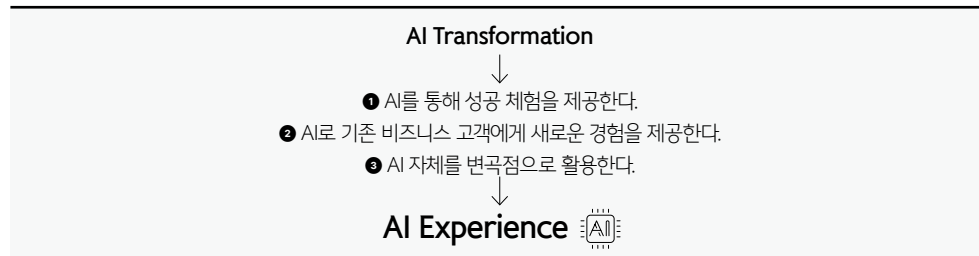 AI Transformation
❶ AI를 통해 성공 체험을 제공한다.
❷ AI로 기존 비즈니스 고객에게 새로운 경험을 제공한다.
❸ AI 자체를 변곡점으로 활용한다.
AI Experience AI